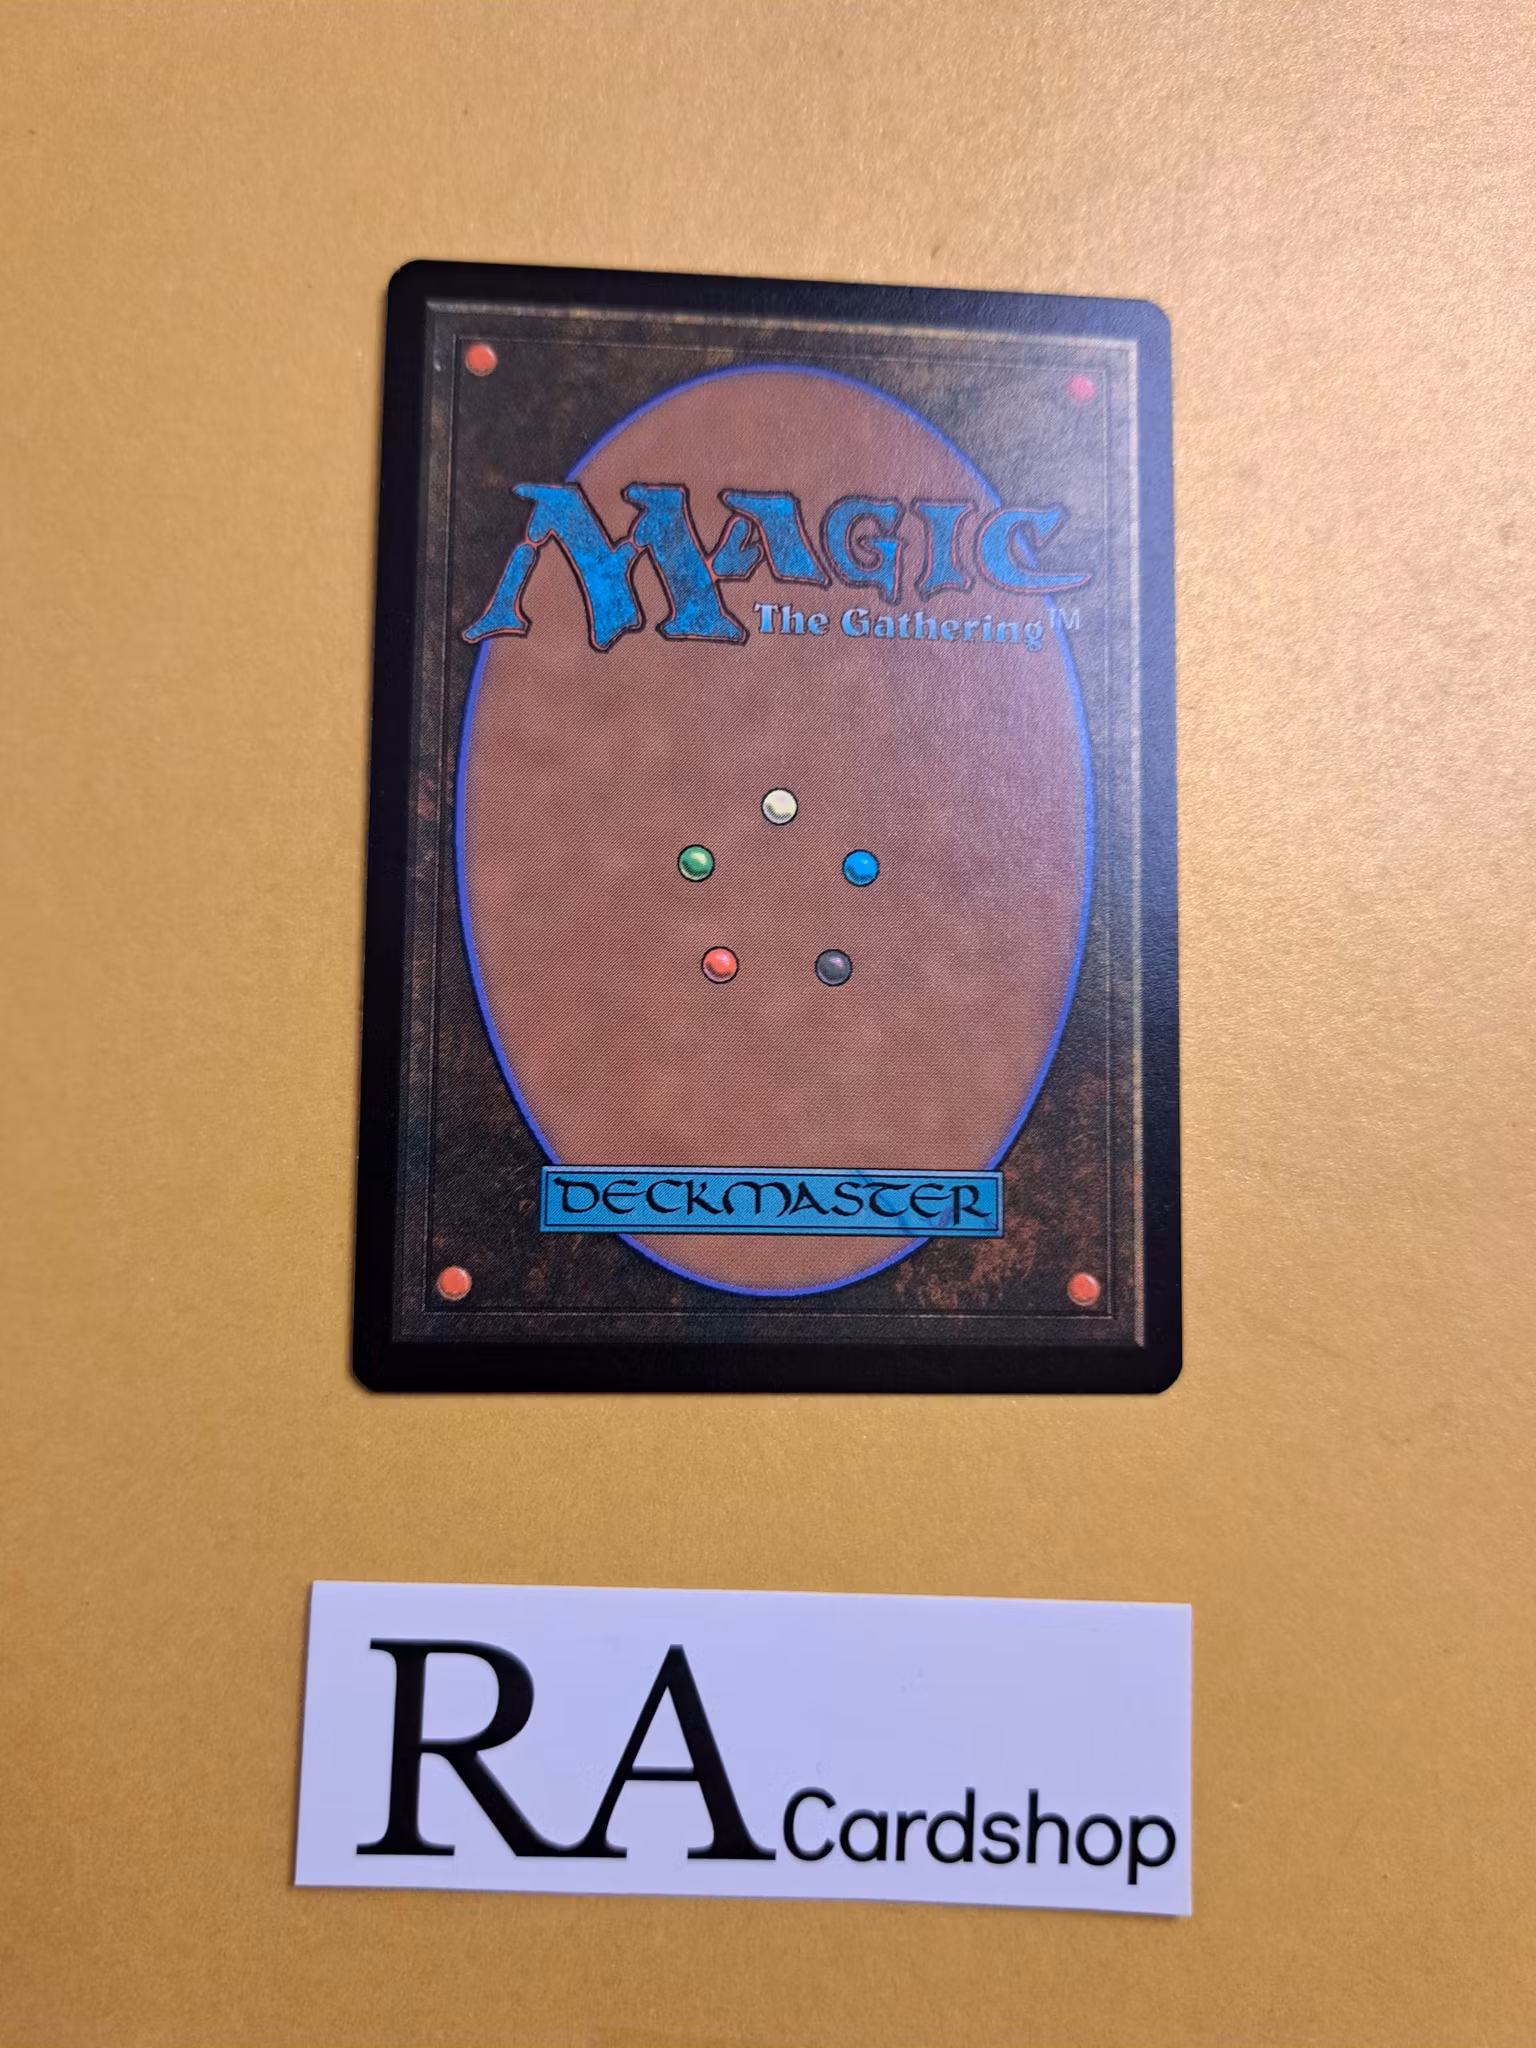 MAGIC
The Gathering™
DECKMASTER
RA Cardshop